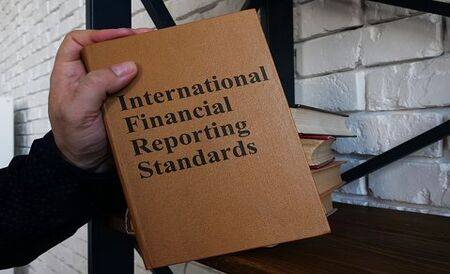 International
Financial
Reporting
Standards